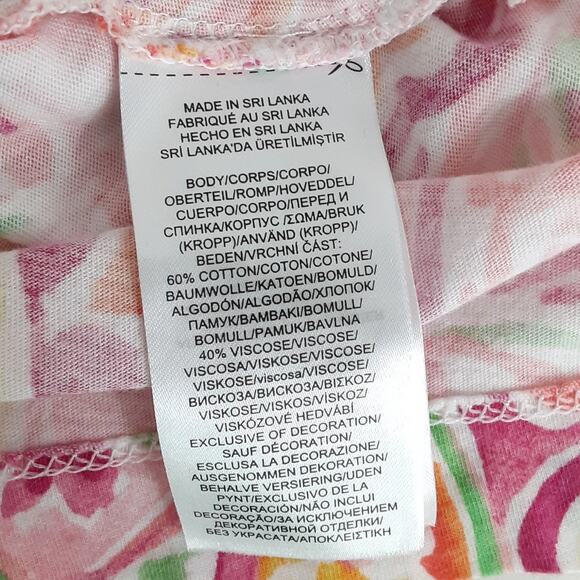 MADE IN SRI LANKA
FABRIQUÉ AU SRI LANKA
HECHO EN SRI LANKA
SRİ LANKA'DA ÜRETİLMİŞTİR
BODY/CORPS/CORPO/
OBERTEIL/ROMP/HOVEDDEL/
CUERPO/CORPO/ПЕРЕД И
СПИНКА/КОРПУС /ΣΩΜΑ/BRUK
(KROPP)/ANVÄND (KROPP)/
BEDEN/VRCHNÍ ČÁST:
60% COTTON/COTON/COTONE/
BAUMWOLLE/KATOEN/BOMULD/
ALGODÓN/ALGODÃO/ХЛОПОК/
ПАМУК/ΒΑΜΒΑΚΙ/BOMULL/
BOMULL/PAMUK/BAVLNA
40% VISCOSE/VISCOSE/
VISCOSA/VISKOSE/VISCOSE/
VISKOSE/viscosa/VISCOSE/
ВИСКОЗА/ВИСКОЗА/ΒΙΣΚΟΖ/
VISKOSE/VISKOS/VİSKOZ/
VISKÓZOVÉ HEDVÁBÍ
EXCLUSIVE OF DECORATION/
SAUF DÉCORATION/
ESCLUSA LA DECORAZIONE/
AUSGENOMMEN DEKORATION/
BEHALVE VERSIERING/UDEN
PYNT/EXCLUSIVO DE LA
DECORACIÓN/NÃO INCLUI
DECORAÇÃO/ЗА ИСКЛЮЧЕНИЕМ
ДЕКОРАТИВНОЙ ОТДЕЛКИ/
БЕЗ УКРАСАТА/ΑΠΟΚΛΕΙΣΤΙΚΗ